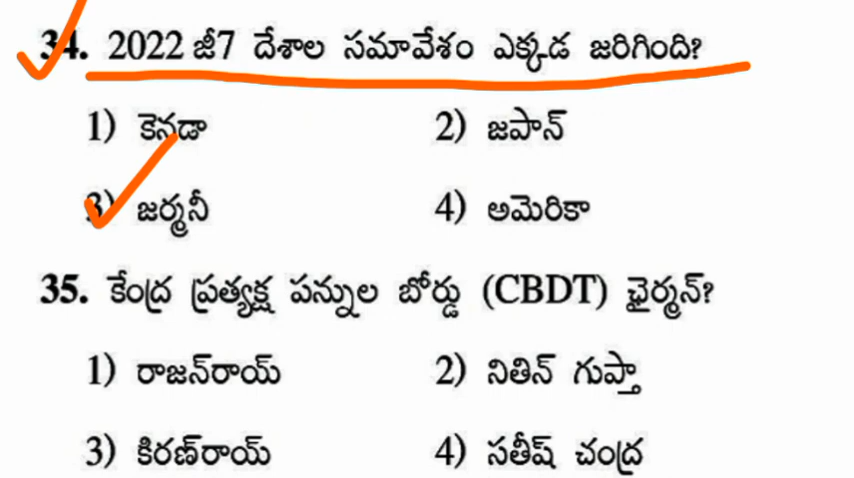 34. 2022 జీ7 దేశాల సమావేశం ఎక్కడ జరిగింది?
1) కెనడా 2) జపాన్
3) జర్మనీ 4) అమెరికా
35. కేంద్ర ప్రత్యక్ష పన్నుల బోర్డు (CBDT) ఛైర్మన్?
1) రాజన్‌రాయ్ 2) నితిన్ గుప్తా
3) కిరణ్‌రాయ్ 4) సతీష్ చంద్ర